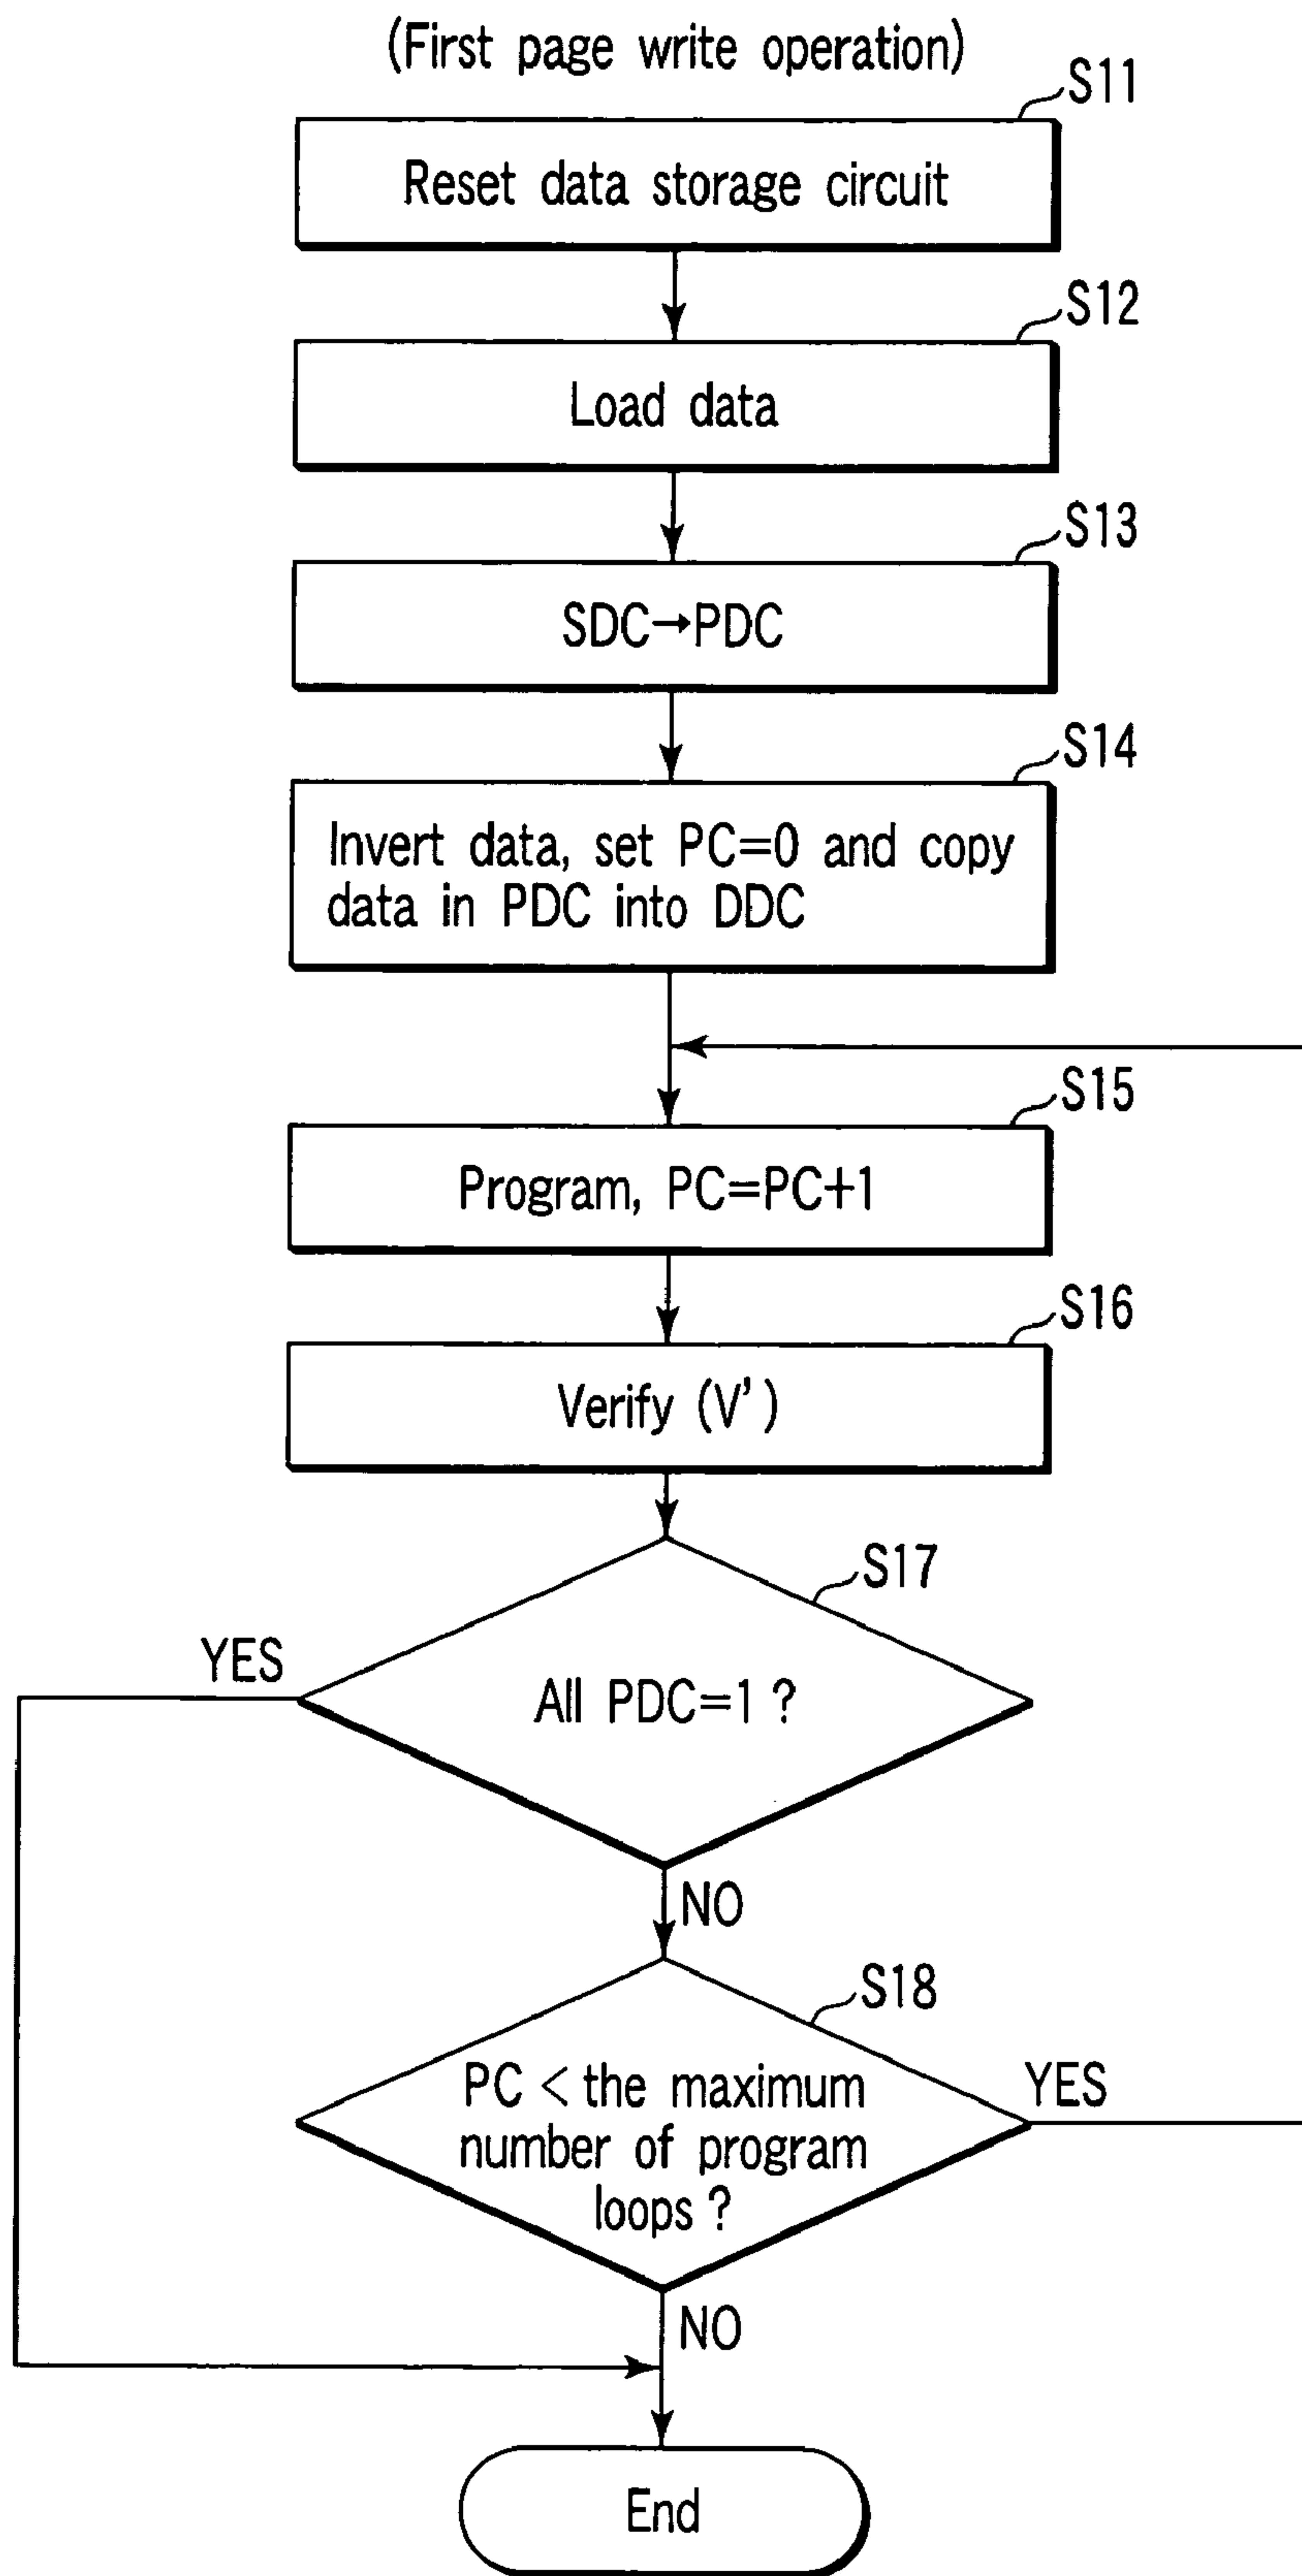 (First page write operation)
S11
Reset data storage circuit
S12
Load data
S13
SDC→PDC
S14
Invert data, set PC=0 and copy
data in PDC into DDC
S15
Program, PC=PC+1
S16
Verify (V')
S17
YES
All PDC=1 ?
NO
S18
PC < the maximum
number of program
loops ?
YES
NO
End